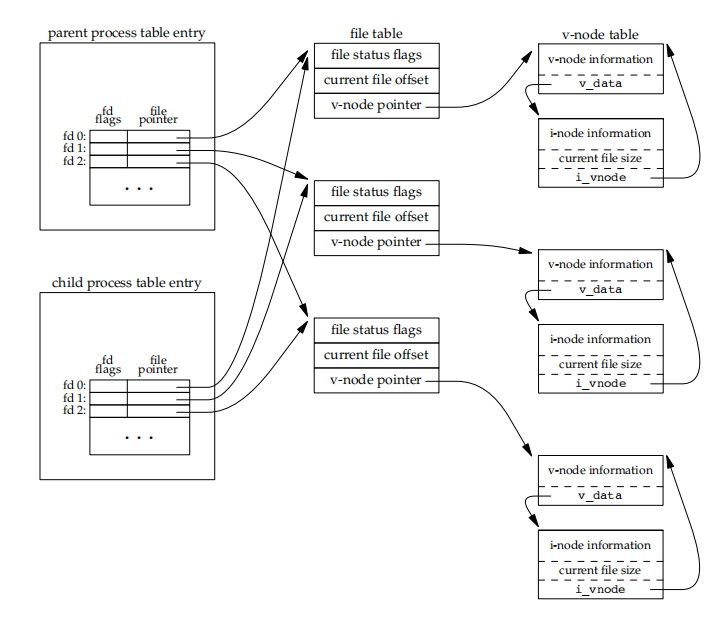 parent process table entry
fd
flags
file
pointer
fd 0:
fd 1:
fd 2:
. . .
child process table entry
fd
flags
file
pointer
fd 0:
fd 1:
fd 2:
. . .
file table
file status flags
current file offset
v-node pointer
file status flags
current file offset
v-node pointer
file status flags
current file offset
v-node pointer
v-node table
v-node information
v_data
i-node information
current file size
i_vnode
v-node information
v_data
i-node information
current file size
i_vnode
v-node information
v_data
i-node information
current file size
i_vnode